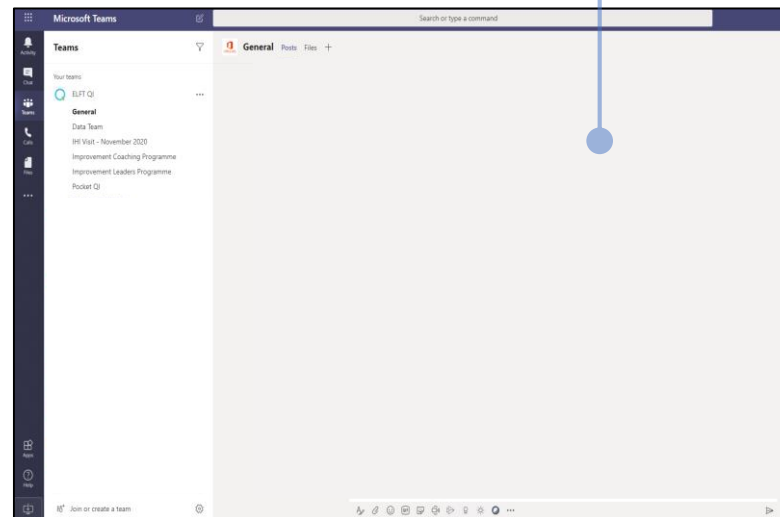 Microsoft Teams
Search or type a command
Activity
Chat
Teams
Calls
Files
Apps
Help
Teams
Your teams
ELFT QI
General
Data Team
IHI Visit - November 2020
Improvement Coaching Programme
Improvement Leaders Programme
Pocket QI
Join or create a team
General Posts Files +